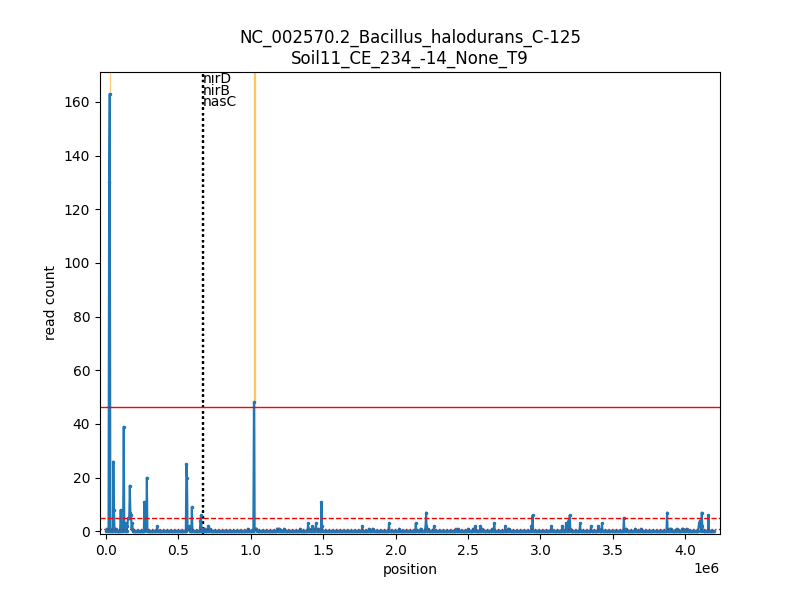 NC_002570.2_Bacillus_halodurans_C-125
Soil11_CE_234_-14_None_T9
nirD
nirB
nasC
160
140
120
100
80
60
40
20
0
read count
0.0 0.5 1.0 1.5 2.0 2.5 3.0 3.5 4.0
1e6
position